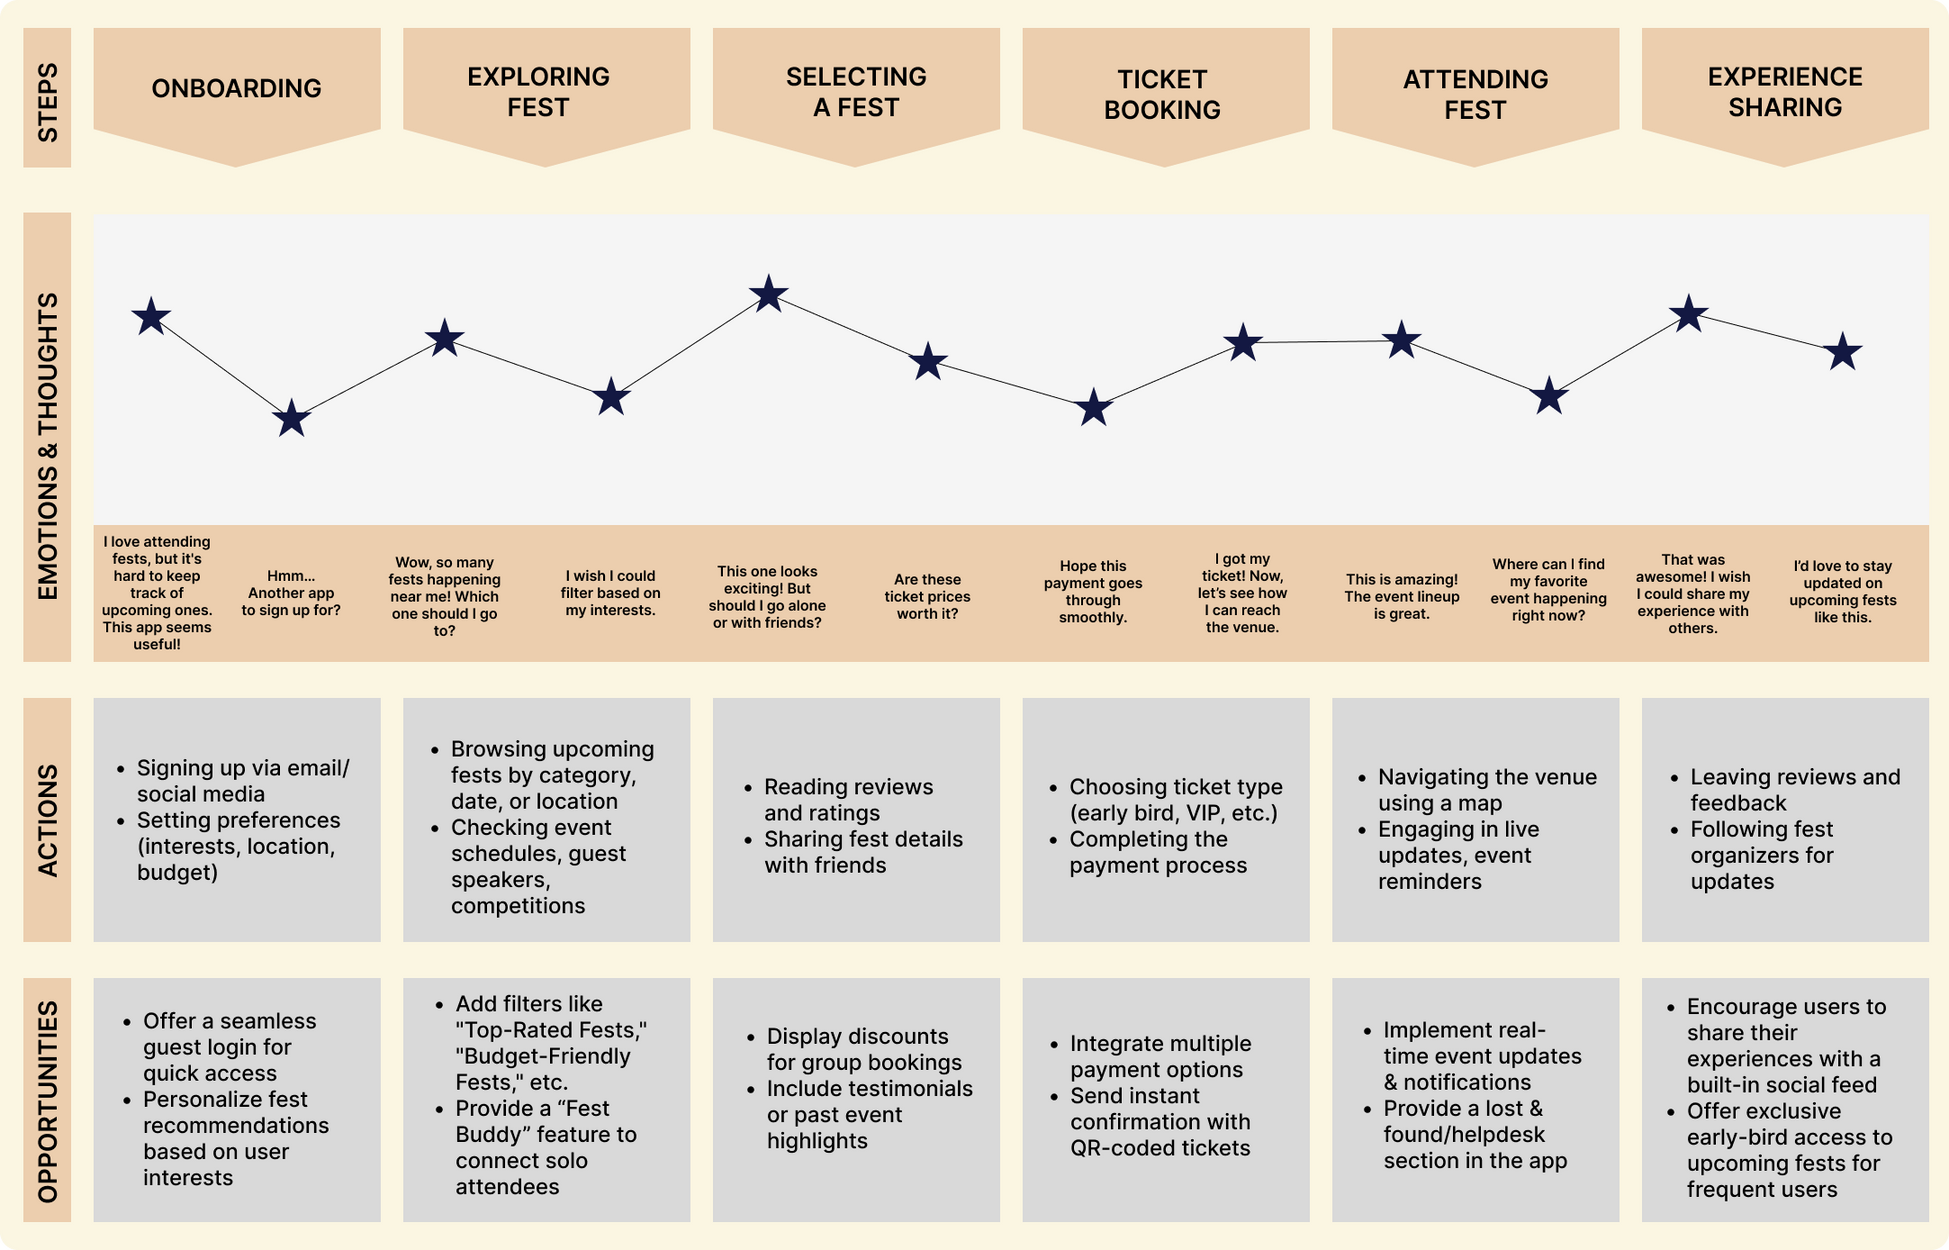 STEPS
ONBOARDING
EXPLORING
FEST
SELECTING
A FEST
TICKET
BOOKING
ATTENDING
FEST
EXPERIENCE
SHARING
EMOTIONS & THOUGHTS
I love attending
fests, but it's
hard to keep
track of
upcoming ones.
This app seems
useful!
Hmm...
Another app
to sign up for?
Wow, so many
fests happening
near me! Which
one should I go
to?
I wish I could
filter based on
my interests.
This one looks
exciting! But
should I go alone
or with friends?
Are these
ticket prices
worth it?
Hope this
payment goes
through
smoothly.
I got my
ticket! Now,
let’s see how
I can reach
the venue.
This is amazing!
The event lineup
is great.
Where can I find
my favorite
event happening
right now?
That was
awesome! I wish
I could share my
experience with
others.
I’d love to stay
updated on
upcoming fests
like this.
ACTIONS
• Signing up via email/
social media
• Setting preferences
(interests, location,
budget)
• Browsing upcoming
fests by category,
date, or location
• Checking event
schedules, guest
speakers,
competitions
• Reading reviews
and ratings
• Sharing fest details
with friends
• Choosing ticket type
(early bird, VIP, etc.)
• Completing the
payment process
• Navigating the venue
using a map
• Engaging in live
updates, event
reminders
• Leaving reviews and
feedback
• Following fest
organizers for
updates
OPPORTUNITIES
• Offer a seamless
guest login for
quick access
• Personalize fest
recommendations
based on user
interests
• Add filters like
"Top-Rated Fests,"
"Budget-Friendly
Fests," etc.
• Provide a “Fest
Buddy” feature to
connect solo
attendees
• Display discounts
for group bookings
• Include testimonials
or past event
highlights
• Integrate multiple
payment options
• Send instant
confirmation with
QR-coded tickets
• Implement real-
time event updates
& notifications
• Provide a lost &
found/helpdesk
section in the app
• Encourage users to
share their
experiences with a
built-in social feed
• Offer exclusive
early-bird access to
upcoming fests for
frequent users